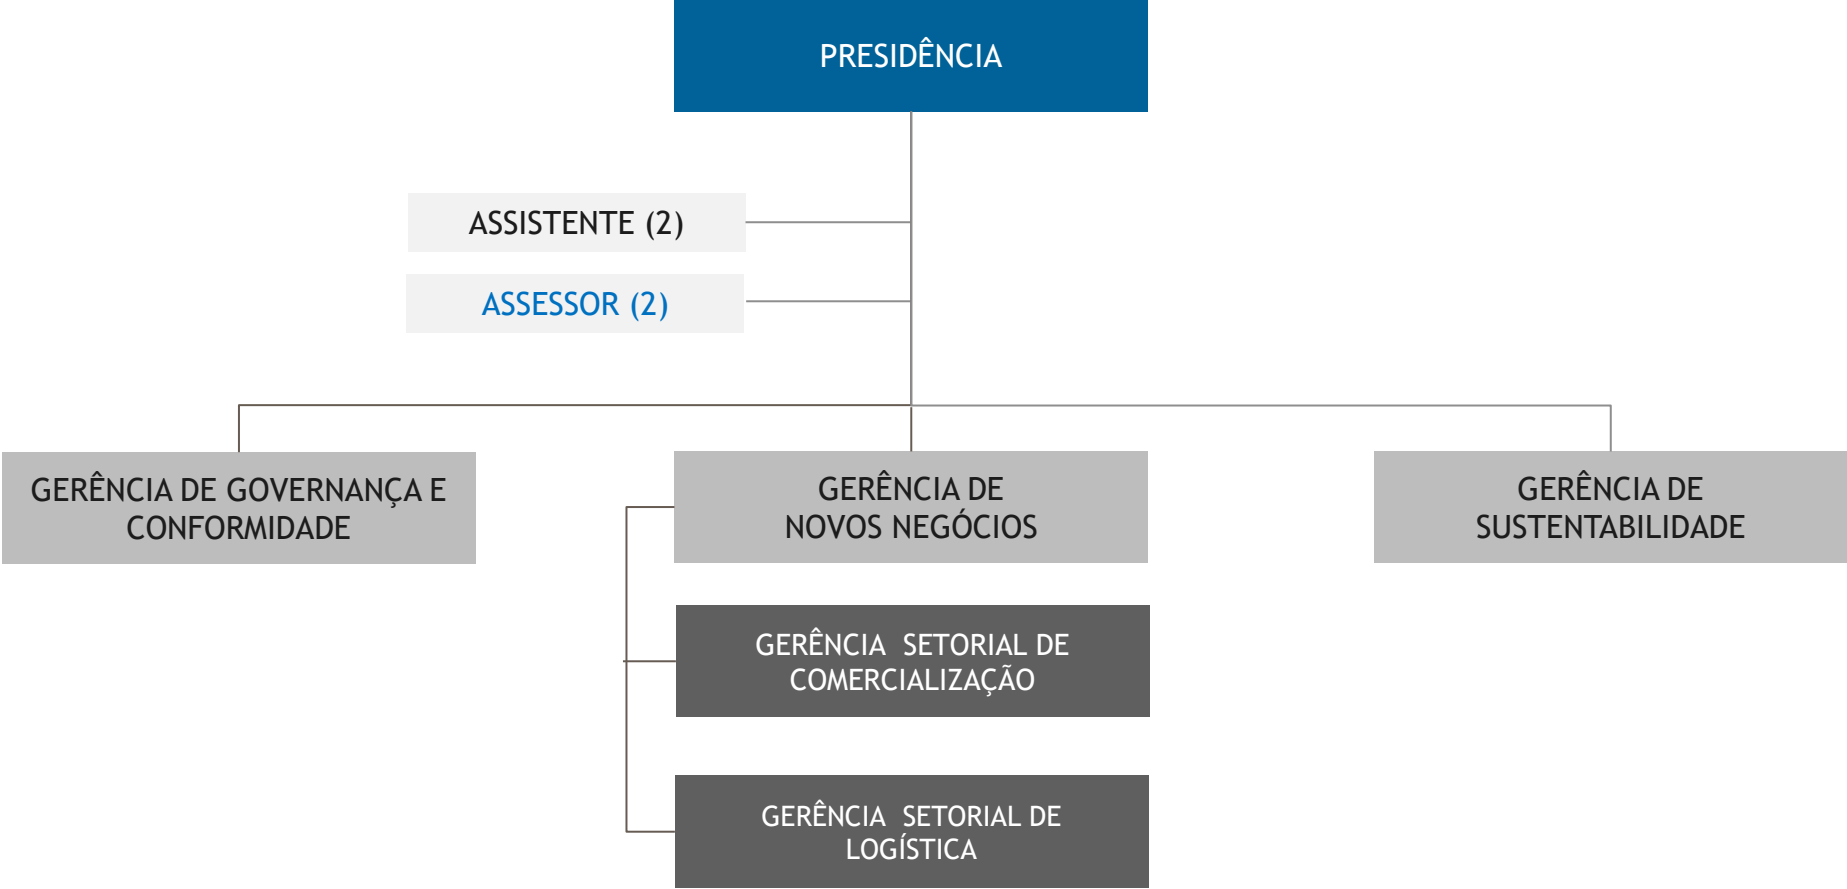 PRESIDÊNCIA
ASSISTENTE (2)
ASSESSOR (2)
GERÊNCIA DE GOVERNANÇA E
CONFORMIDADE
GERÊNCIA DE
NOVOS NEGÓCIOS
GERÊNCIA DE
SUSTENTABILIDADE
GERÊNCIA SETORIAL DE
COMERCIALIZAÇÃO
GERÊNCIA SETORIAL DE
LOGÍSTICA